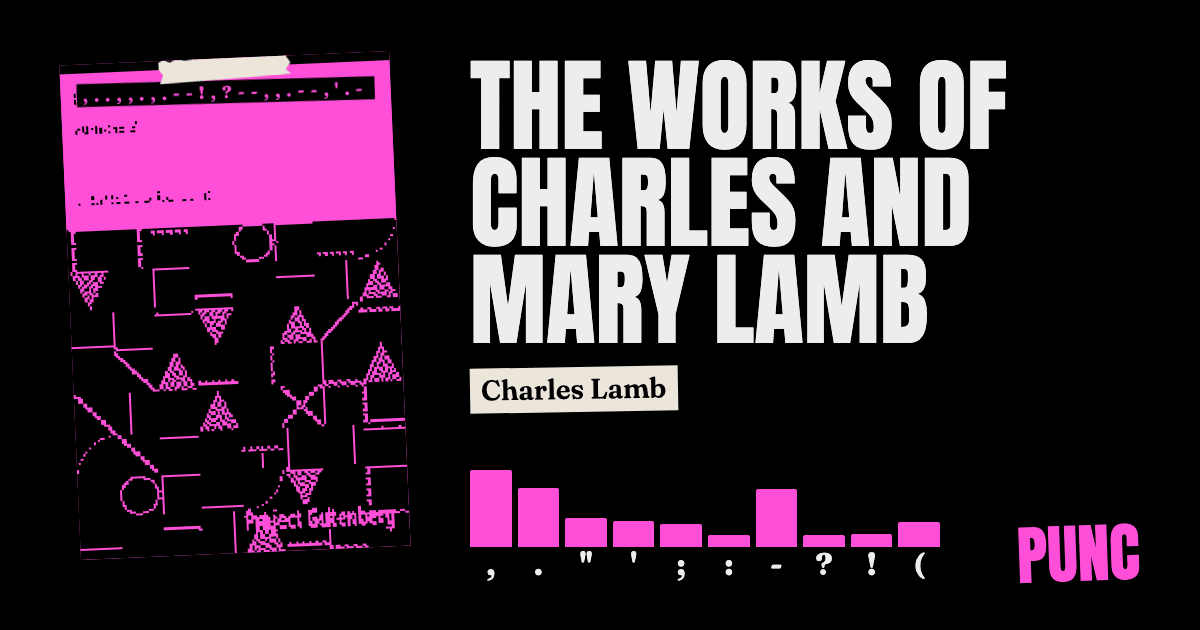 ,..,,.,.--!,?--,,.--,'.-
THE WORKS OF
CHARLES AND
MARY LAMB
Charles Lamb
Project Gutenberg
, . " ' ; : - ? ! (
PUNC